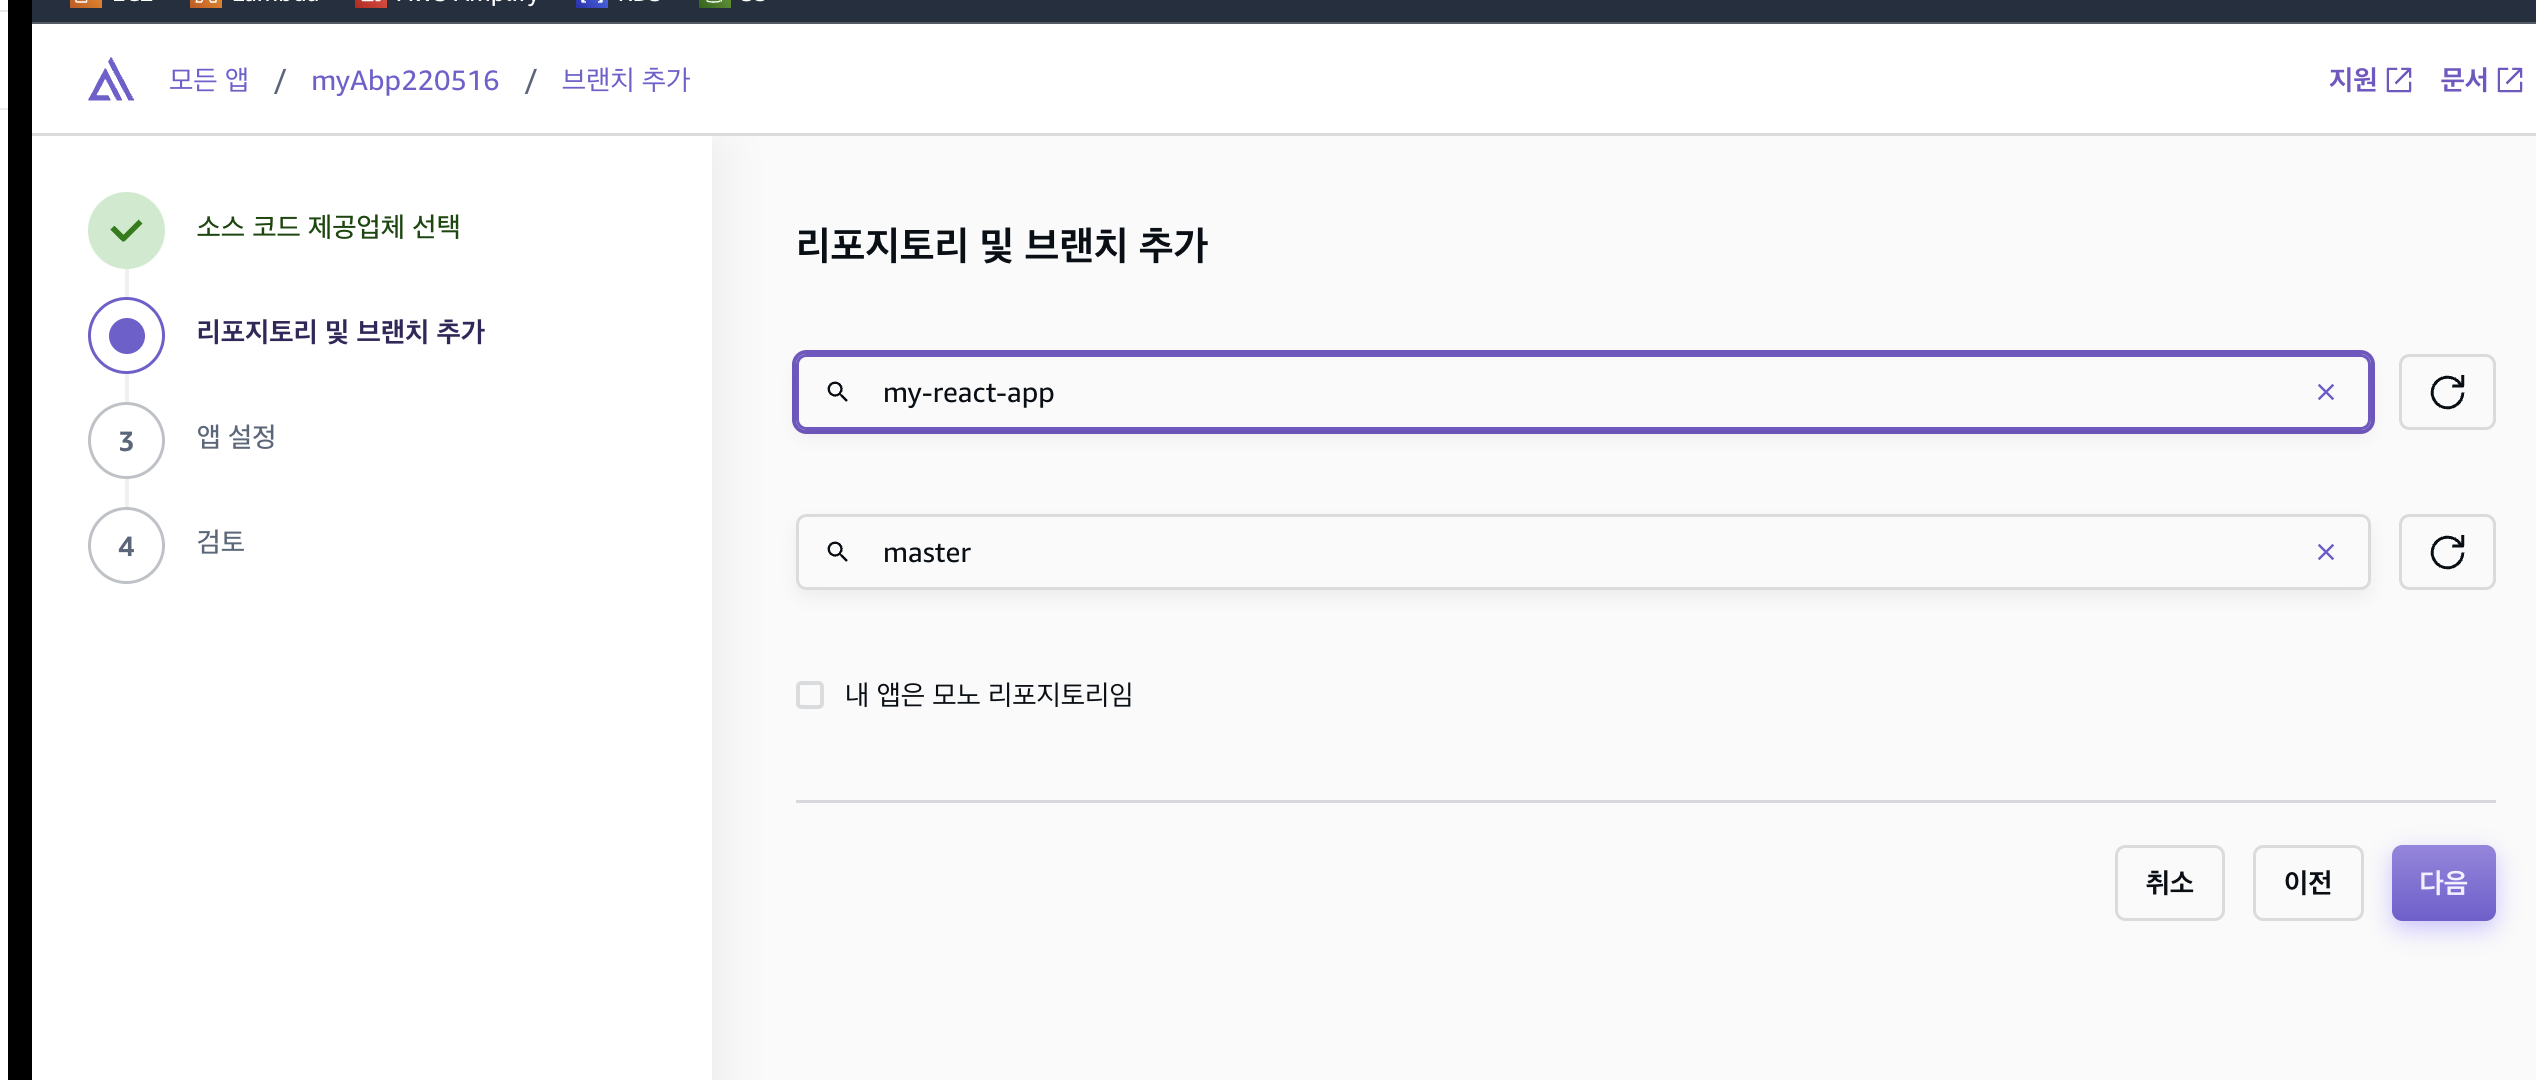 모든 앱 / myAbp220516 / 브랜치 추가
지원 문서
소스 코드 제공업체 선택
리포지토리 및 브랜치 추가
3 앱 설정
4 검토
리포지토리 및 브랜치 추가
my-react-app
master
내 앱은 모노 리포지토리임
취소 이전 다음